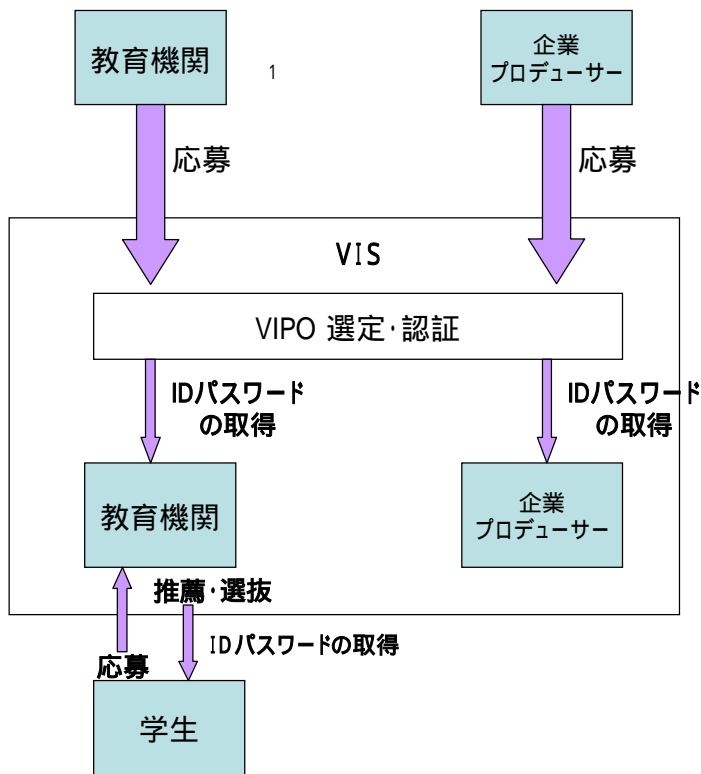 教育機関
1
企業
プロデューサー
応募
応募
VIS
VIPO 選定･認証
IDパスワード
の取得
IDパスワード
の取得
教育機関
企業
プロデューサー
推薦･選抜
IDパスワードの取得
応募
学生